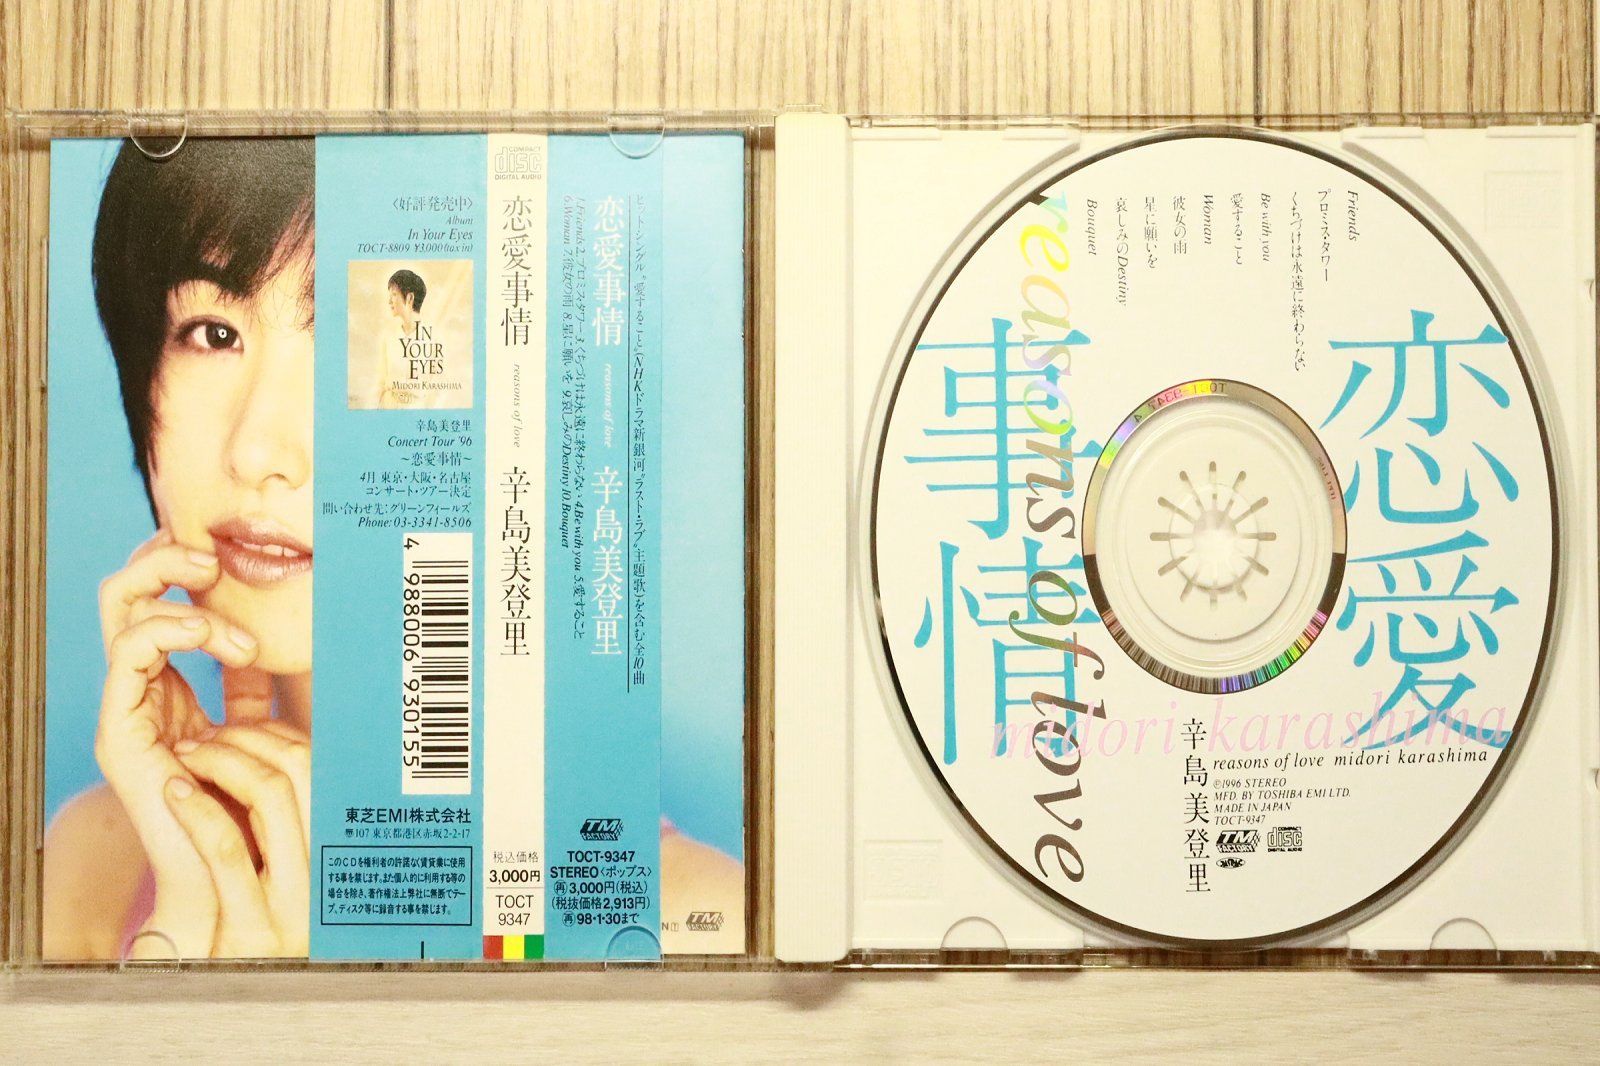 〈好評発売中〉
Album
In Your Eyes
TOCT-8809 ¥3,000(tax in)
IN
YOUR
EYES
MIDORI KARASHIMA
辛島美登里
Concert Tour '96
～恋愛事情～
4月 東京・大阪・名古屋
コンサート・ツアー決定
問い合わせ先：グリーンフィールズ
Phone: 03-3341-8506
4 988006 930155
東芝EMI株式会社
〒107 東京都港区赤坂2-2-17
このCDを権利者の許諾なく賃貸業に使用
する事を禁じます。また個人的に利用する等の
場合を除き、著作権法上弊社に無断でテー
プ、ディスク等に録音する事を禁じます。
COMPACT
disc
DIGITAL AUDIO
恋愛事情 reasons of love 辛島美登里
税込価格
3,000円
TOCT
9347
ヒットシングル“愛すること”(NHKドラマ新銀河“ラスト・ラブ”主題歌)を含む全10曲
恋愛事情 reasons of love 辛島美登里
1.Friends 2.プロミス・タワー 3.くちづけは永遠に終わらない 4.Be with you 5.愛すること
6.Woman 7.彼女の雨 8.星に願いを 9.哀しみのDestiny 10.Bouquet
TM
FACTORY
TOCT-9347
STEREO〈ポップス〉
再3,000円(税込)
(税抜価格2,913円)
再98・1・30まで
TM
FACTORY
Friends
プロミス・タワー
くちづけは永遠に終わらない
Be with you
愛すること
Woman
彼女の雨
星に願いを
哀しみのDestiny
Bouquet
恋愛
事情
reasons of love
midori karashima
TOCT-9347
辛島美登里
reasons of love midori karashima
©1996 STEREO
MFD. BY TOSHIBA EMI LTD.
MADE IN JAPAN
TOCT-9347
TM
FACTORY
COMPACT
disc
DIGITAL AUDIO